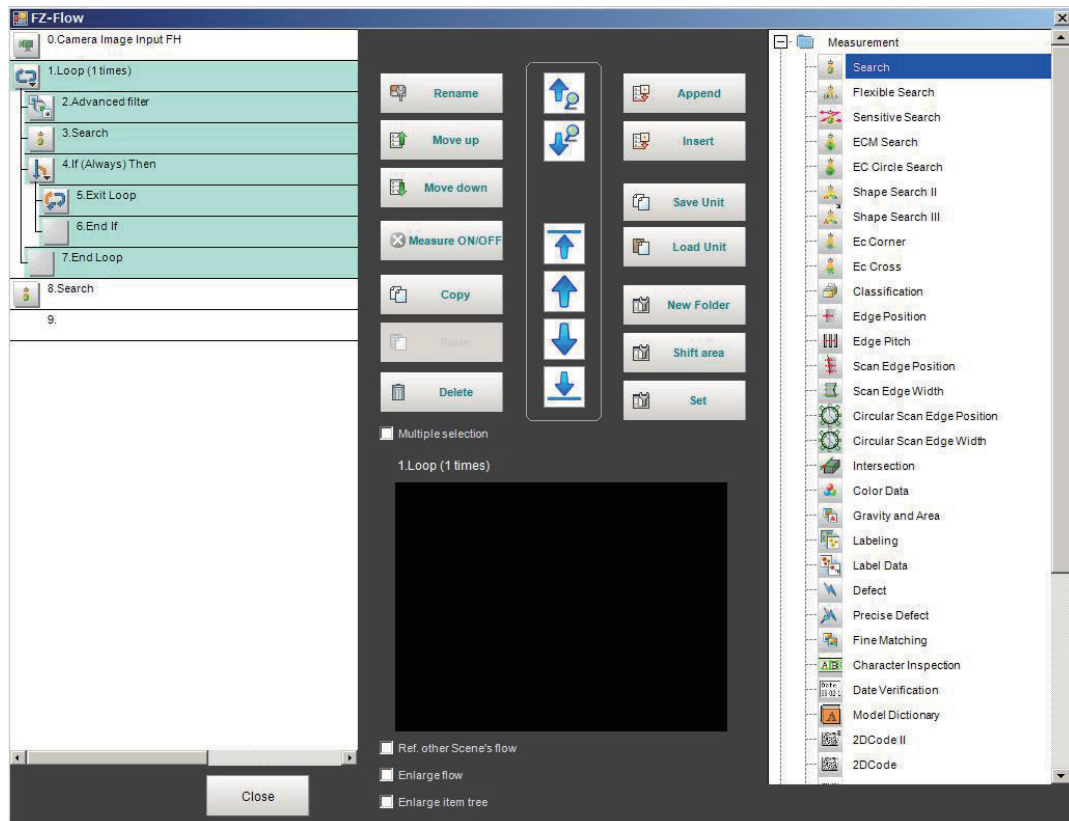 FZ-Flow
0.Camera Image Input FH
1.Loop (1 times)
2.Advanced filter
3.Search
4.If (Always) Then
5.Exit Loop
6.End If
7.End Loop
8.Search
9.
Rename
Move up
Move down
Measure ON/OFF
Copy
Paste
Delete
Append
Insert
Save Unit
Load Unit
New Folder
Shift area
Set
Multiple selection
1.Loop (1 times)
Ref. other Scene's flow
Enlarge flow
Enlarge item tree
Close
Measurement
Search
Flexible Search
Sensitive Search
ECM Search
EC Circle Search
Shape Search II
Shape Search III
Ec Corner
Ec Cross
Classification
Edge Position
Edge Pitch
Scan Edge Position
Scan Edge Width
Circular Scan Edge Position
Circular Scan Edge Width
Intersection
Color Data
Gravity and Area
Labeling
Label Data
Defect
Precise Defect
Fine Matching
Character Inspection
Date Verification
Model Dictionary
2DCode II
2DCode